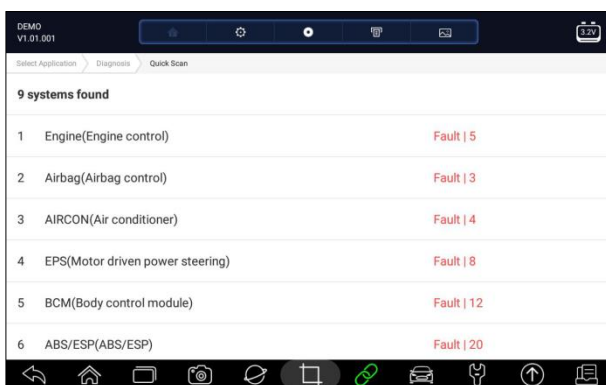 DEMO
V1.01.001
3.2V
Select Application Diagnosis Quick Scan
9 systems found
1 Engine(Engine control) Fault | 5
2 Airbag(Airbag control) Fault | 3
3 AIRCON(Air conditioner) Fault | 4
4 EPS(Motor driven power steering) Fault | 8
5 BCM(Body control module) Fault | 12
6 ABS/ESP(ABS/ESP) Fault | 20